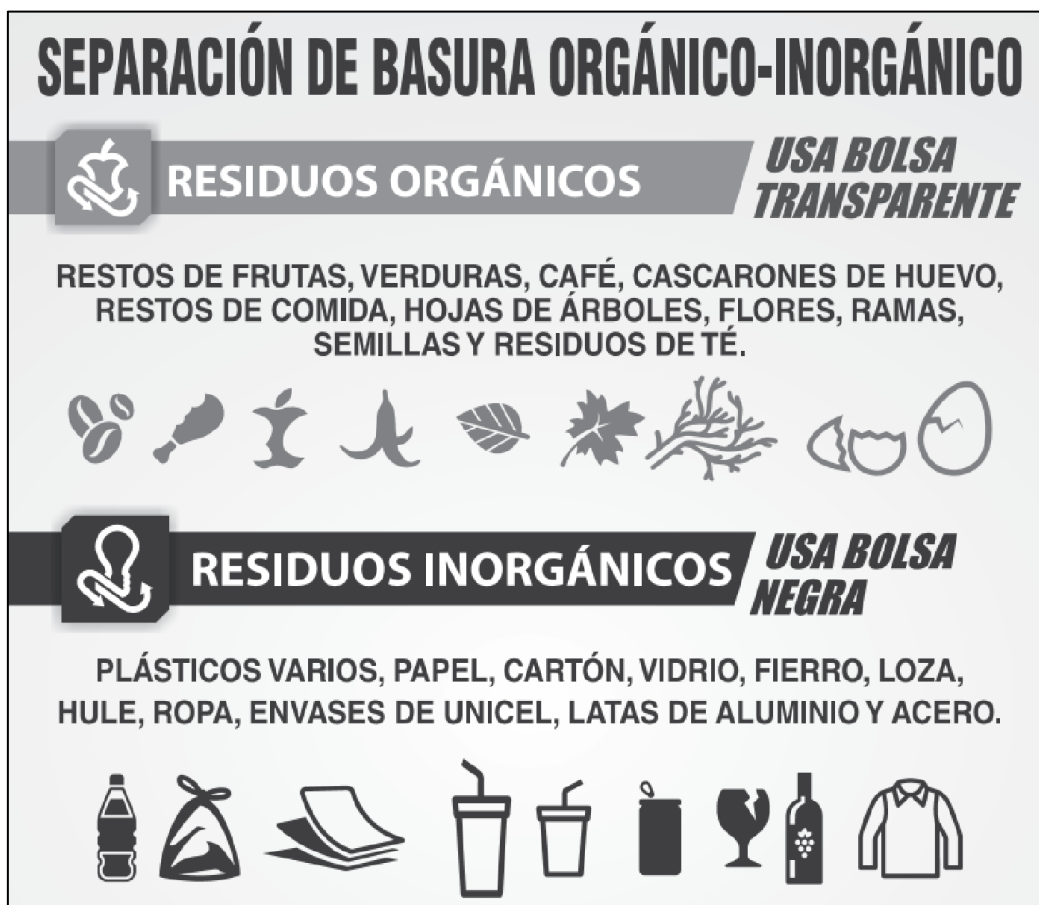 SEPARACIÓN DE BASURA ORGÁNICO-INORGÁNICO
RESIDUOS ORGÁNICOS
USA BOLSA
TRANSPARENTE
RESTOS DE FRUTAS, VERDURAS, CAFÉ, CASCARONES DE HUEVO,
RESTOS DE COMIDA, HOJAS DE ÁRBOLES, FLORES, RAMAS,
SEMILLAS Y RESIDUOS DE TÉ.
RESIDUOS INORGÁNICOS
USA BOLSA
NEGRA
PLÁSTICOS VARIOS, PAPEL, CARTÓN, VIDRIO, FIERRO, LOZA,
HULE, ROPA, ENVASES DE UNICEL, LATAS DE ALUMINIO Y ACERO.